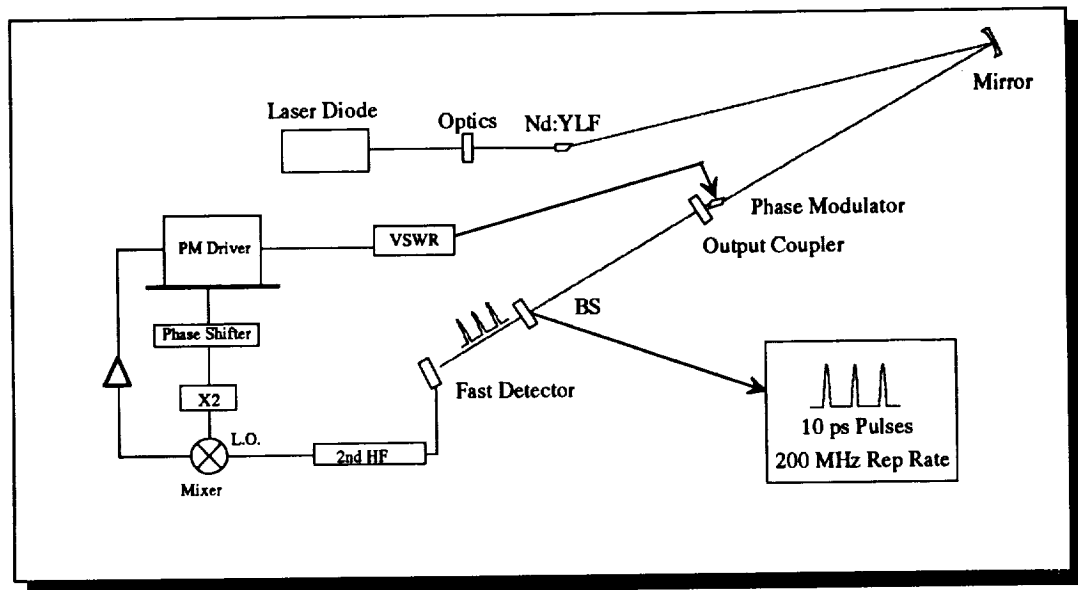 Mirror
Laser Diode
Optics
Nd:YLF
Phase Modulator
Output Coupler
VSWR
PM Driver
BS
Phase Shifter
Fast Detector
X2
L.O.
2nd HF
Mixer
10 ps Pulses
200 MHz Rep Rate